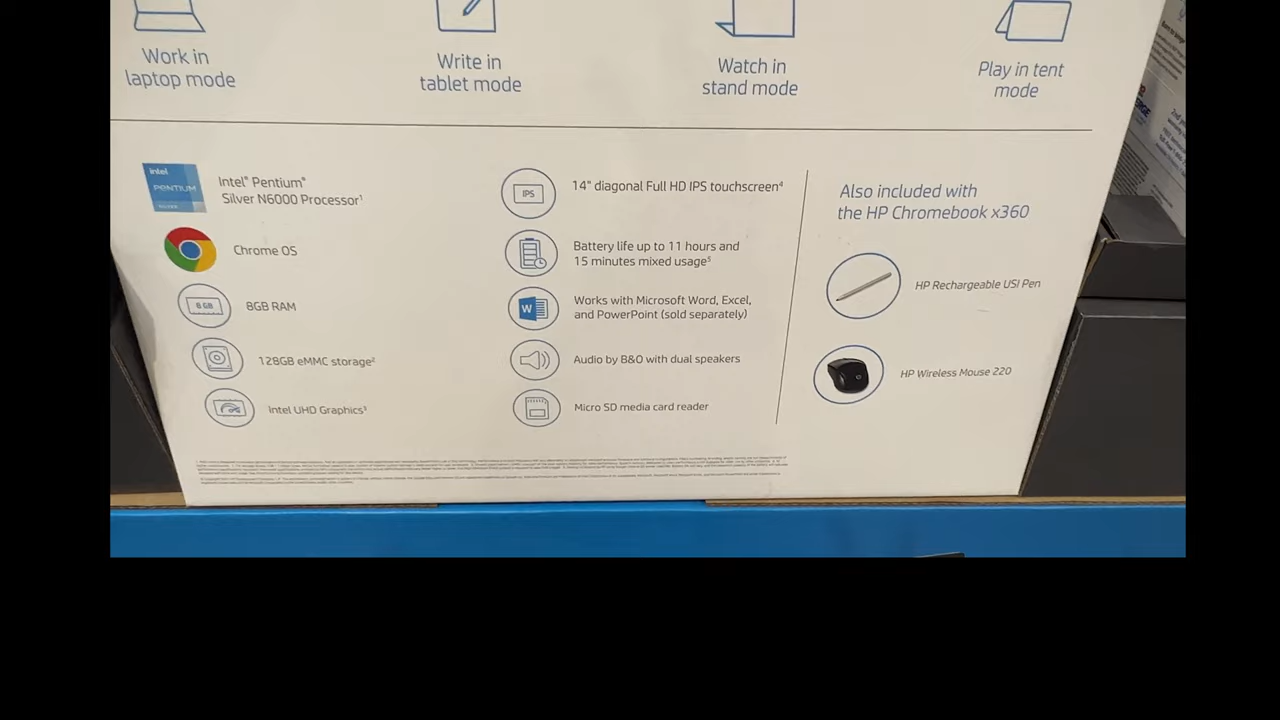 Work in
laptop mode
Write in
tablet mode
Watch in
stand mode
Play in tent
mode
intel
PENTIUM
SILVER
Intel® Pentium®
Silver N6000 Processor¹
Chrome OS
8 GB
8GB RAM
128GB eMMC storage²
Intel UHD Graphics³
IPS
14" diagonal Full HD IPS touchscreen⁴
Battery life up to 11 hours and
15 minutes mixed usage⁵
W
Works with Microsoft Word, Excel,
and PowerPoint (sold separately)
Audio by B&O with dual speakers
Micro SD media card reader
Also included with
the HP Chromebook x360
HP Rechargeable USI Pen
HP Wireless Mouse 220